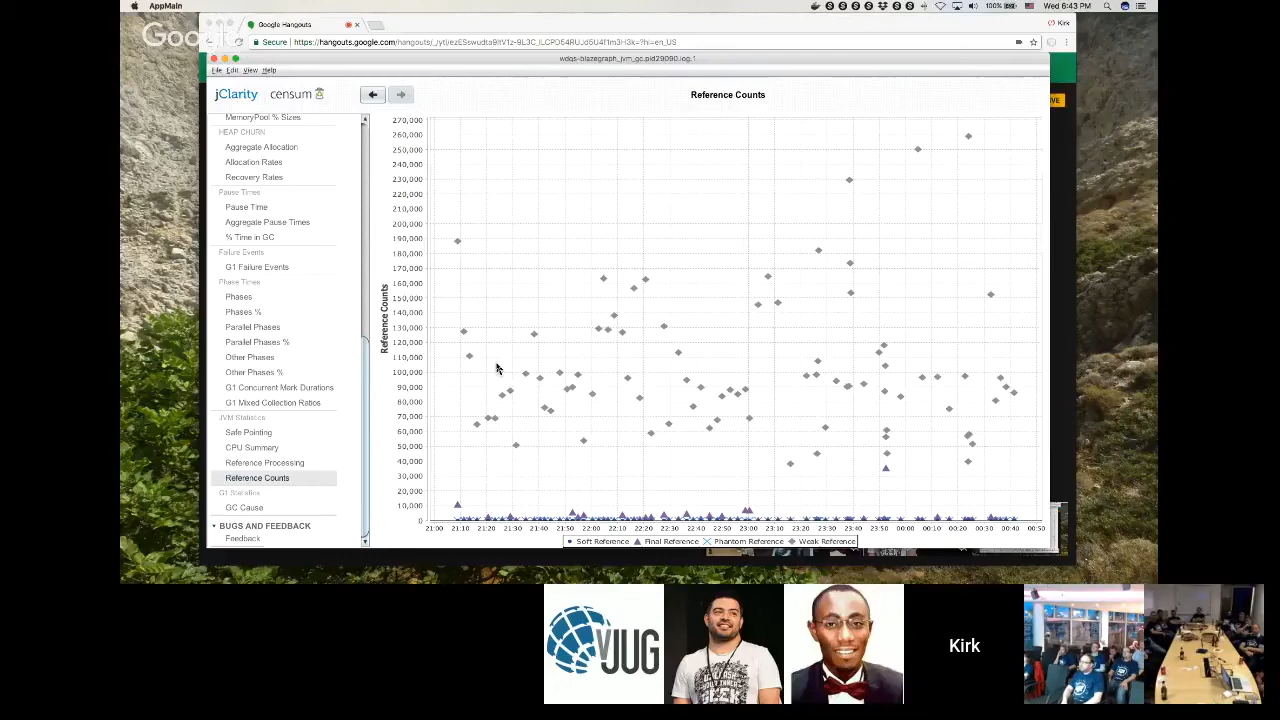 AppMain
100%
Wed 6:43 PM
Google
Google Hangouts
Kirk
Secure
https://hangouts.google.com/hangouts/_/ytl/
?hl=en_US
wdqs-blazegraph_jvm_gc.pid29090.log.1
File Edit View Help
jClarity censum
Reference Counts
MemoryPool % Sizes
HEAP CHURN
Aggregate Allocation
Allocation Rates
Recovery Rates
Pause Times
Pause Time
Aggregate Pause Times
% Time in GC
Failure Events
G1 Failure Events
Phase Times
Phases
Phases %
Parallel Phases
Parallel Phases %
Other Phases
Other Phases %
G1 Concurrent Mark Durations
G1 Mixed Collection Ratios
JVM Statistics
Safe Pointing
CPU Summary
Reference Processing
Reference Counts
G1 Statistics
GC Cause
BUGS AND FEEDBACK
Feedback
Reference Counts
270,000
260,000
250,000
240,000
230,000
220,000
210,000
200,000
190,000
180,000
170,000
160,000
150,000
140,000
130,000
120,000
110,000
100,000
90,000
80,000
70,000
60,000
50,000
40,000
30,000
20,000
10,000
0
21:00 21:10 21:20 21:30 21:40 21:50 22:00 22:10 22:20 22:30 22:40 22:50 23:00 23:10 23:20 23:30 23:40 23:50 00:00 00:10 00:20 00:30 00:40 00:50
Soft Reference Final Reference Phantom Reference Weak Reference
vJUG
Kirk